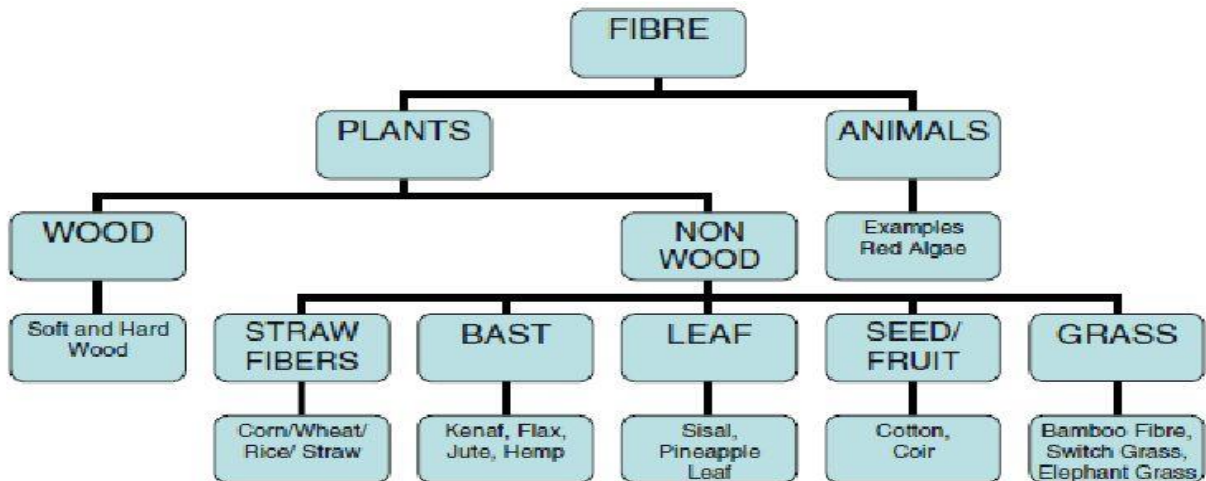 FIBRE
PLANTS
ANIMALS
WOOD
NON
WOOD
Examples
Red Algae
Soft and Hard
Wood
STRAW
FIBERS
BAST
LEAF
SEED/
FRUIT
GRASS
Corn/Wheat/
Rice/ Straw
Kenaf, Flax,
Jute, Hemp
Sisal,
Pineapple
Leaf
Cotton,
Coir
Bamboo Fibre,
Switch Grass,
Elephant Grass